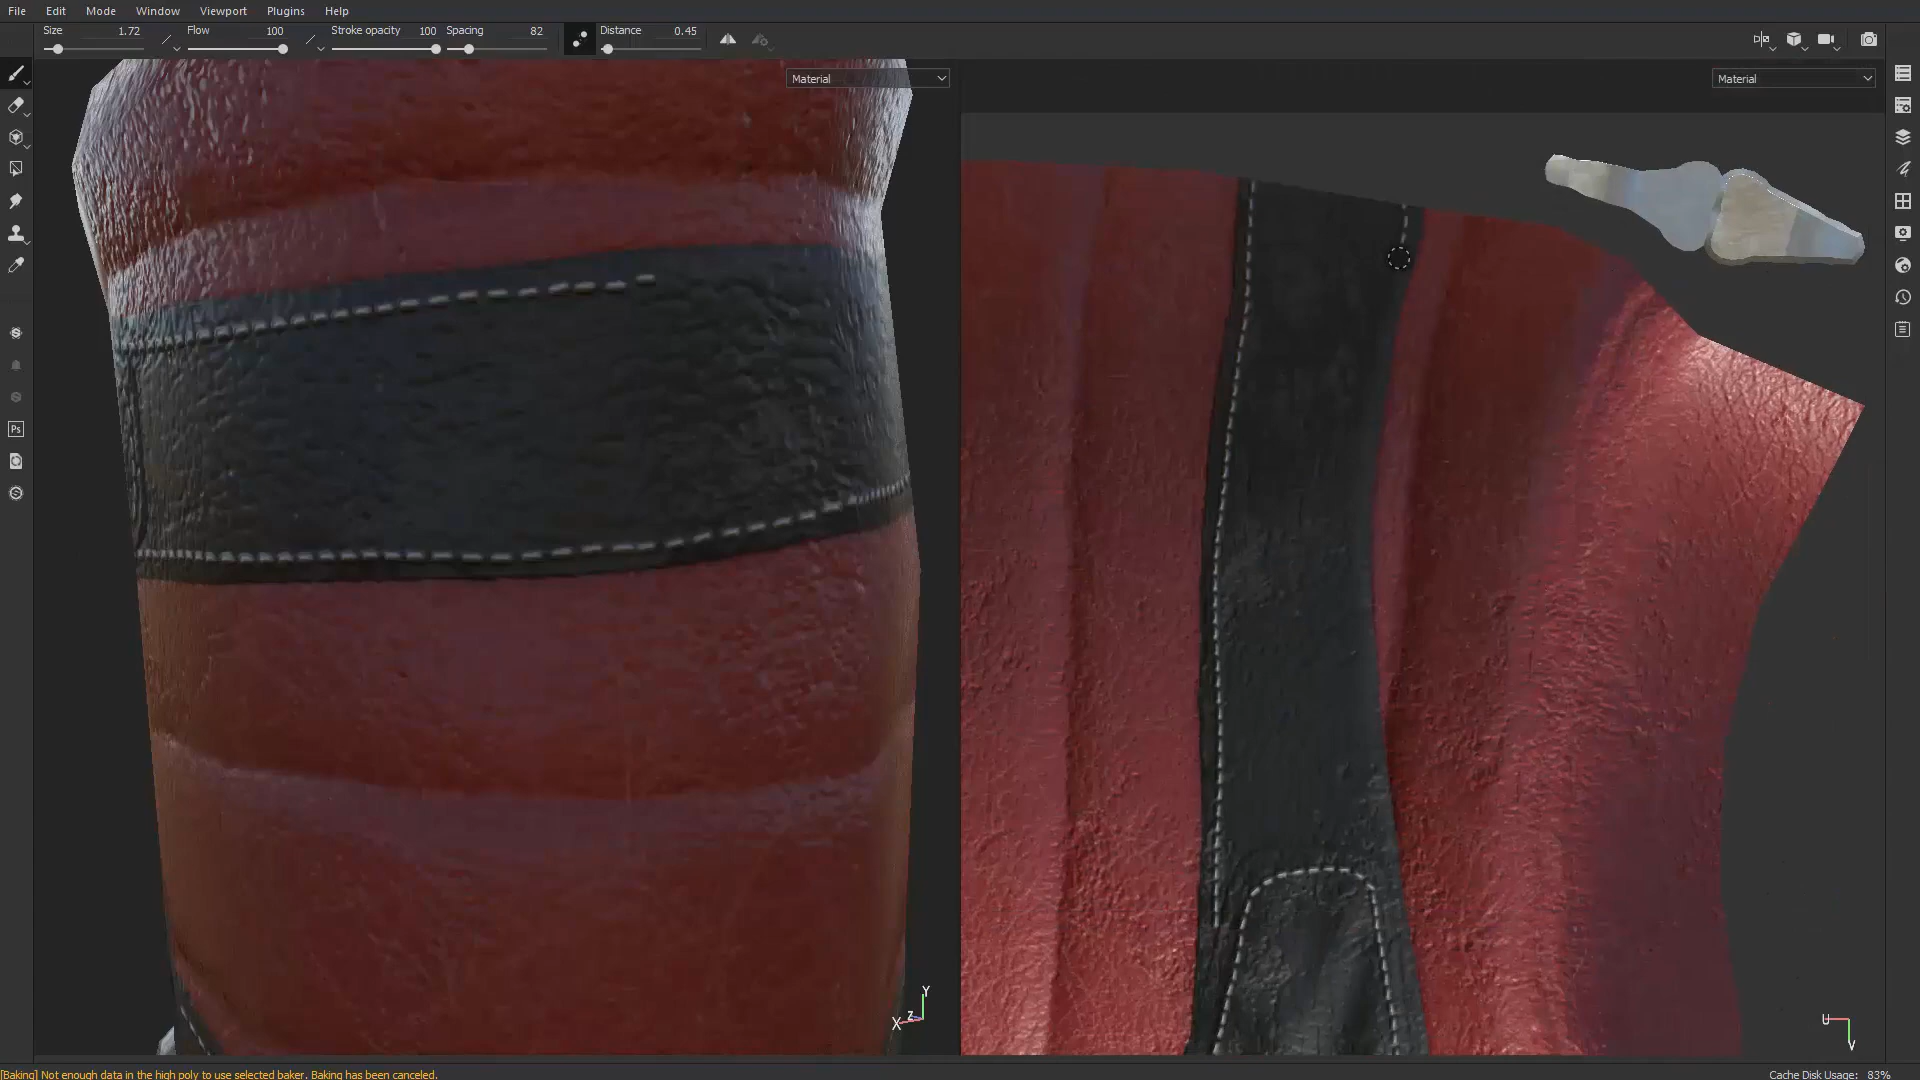 File Edit Mode Window Viewport Plugins Help
Size 1.72 Flow 100 Stroke opacity 100 Spacing 82 Distance 0.45
Material
Material
Ps
Y
X Z
U
V
[Baking] Not enough data in the high poly to use selected baker. Baking has been canceled.
Cache Disk Usage: 83%